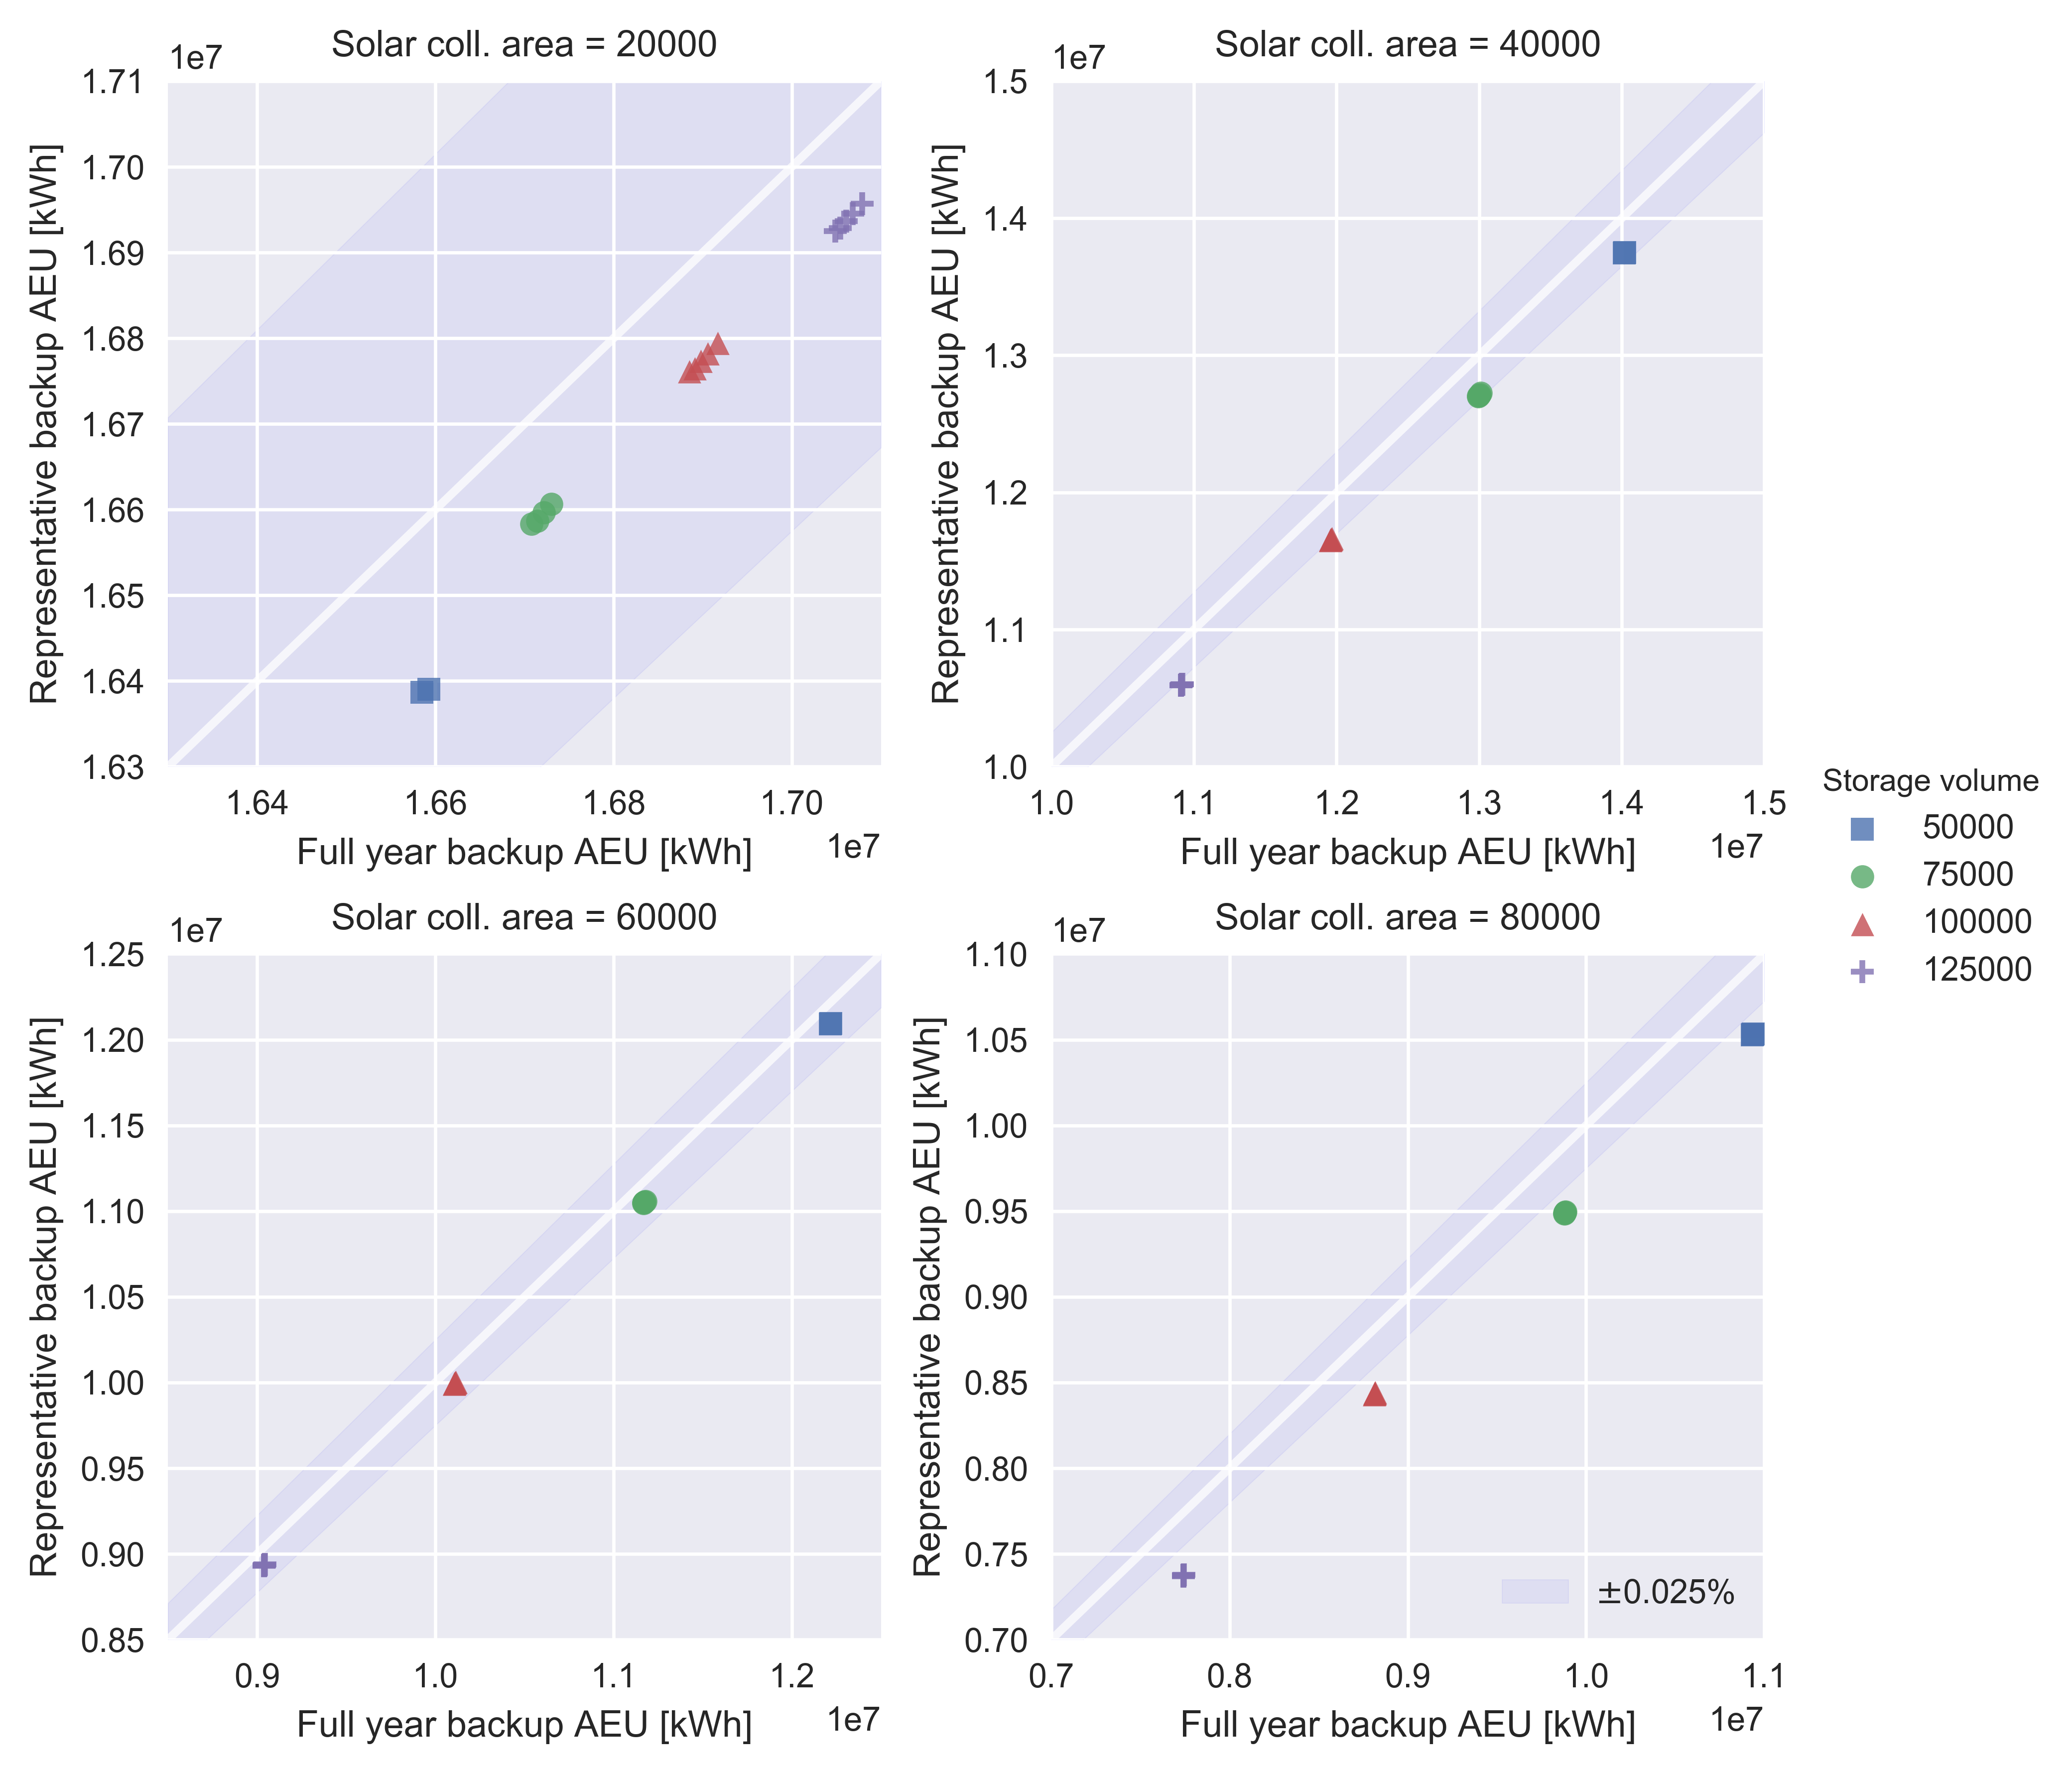 Solar coll. area = 20000
1e7
1.71
1.70
1.69
1.68
1.67
1.66
1.65
1.64
1.63
Representative backup AEU [kWh]
1.64 1.66 1.68 1.70
Full year backup AEU [kWh]
1e7
Solar coll. area = 40000
1e7
1.5
1.4
1.3
1.2
1.1
1.0
Representative backup AEU [kWh]
1.0 1.1 1.2 1.3 1.4 1.5
Full year backup AEU [kWh]
1e7
Storage volume
50000
75000
100000
125000
Solar coll. area = 60000
1e7
1.25
1.20
1.15
1.10
1.05
1.00
0.95
0.90
0.85
Representative backup AEU [kWh]
0.9 1.0 1.1 1.2
Full year backup AEU [kWh]
1e7
Solar coll. area = 80000
1e7
1.10
1.05
1.00
0.95
0.90
0.85
0.80
0.75
0.70
Representative backup AEU [kWh]
±0.025%
0.7 0.8 0.9 1.0 1.1
Full year backup AEU [kWh]
1e7